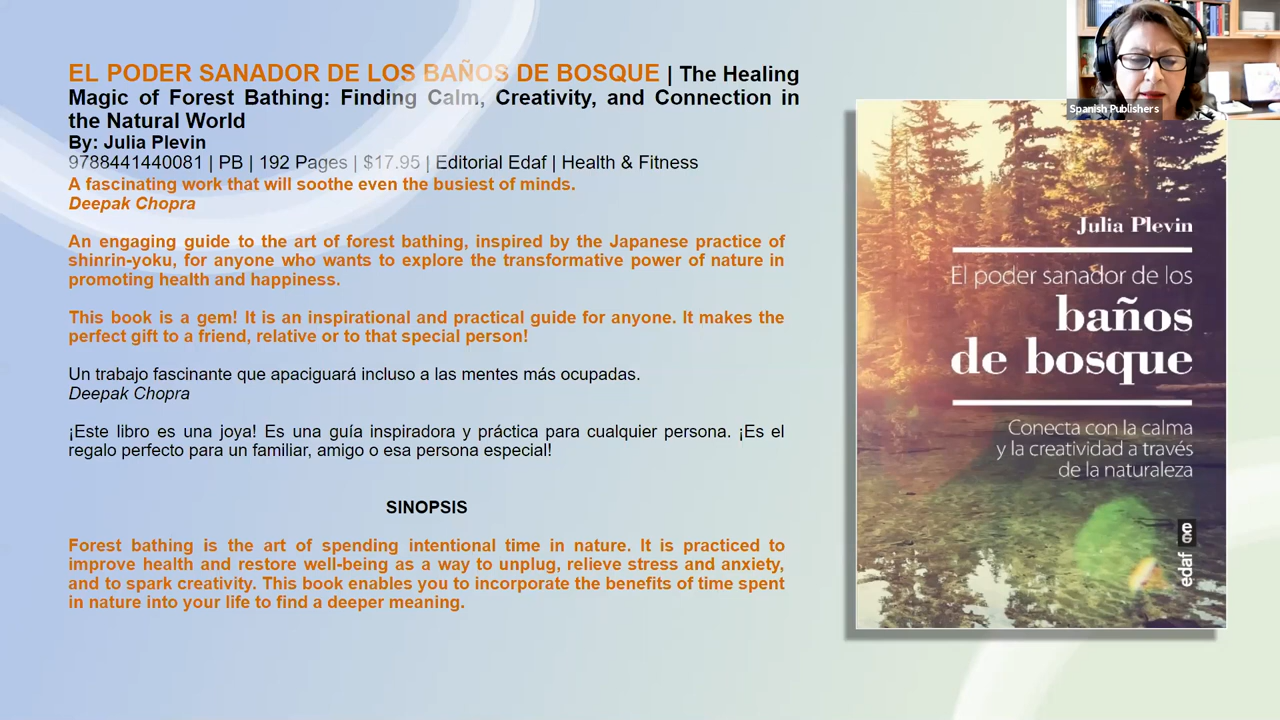 EL PODER SANADOR DE LOS BAÑOS DE BOSQUE | The Healing
Magic of Forest Bathing: Finding Calm, Creativity, and Connection in
the Natural World
By: Julia Plevin
9788441440081 | PB | 192 Pages | $17.95 | Editorial Edaf | Health & Fitness
A fascinating work that will soothe even the busiest of minds.
Deepak Chopra
An engaging guide to the art of forest bathing, inspired by the Japanese practice of
shinrin-yoku, for anyone who wants to explore the transformative power of nature in
promoting health and happiness.
This book is a gem! It is an inspirational and practical guide for anyone. It makes the
perfect gift to a friend, relative or to that special person!
Un trabajo fascinante que apaciguará incluso a las mentes más ocupadas.
Deepak Chopra
¡Este libro es una joya! Es una guía inspiradora y práctica para cualquier persona. ¡Es el
regalo perfecto para un familiar, amigo o esa persona especial!
SINOPSIS
Forest bathing is the art of spending intentional time in nature. It is practiced to
improve health and restore well-being as a way to unplug, relieve stress and anxiety,
and to spark creativity. This book enables you to incorporate the benefits of time spent
in nature into your life to find a deeper meaning.
Spanish Publishers
Julia Plevin
El poder sanador de los
baños
de bosque
Conecta con la calma
y la creatividad a través
de la naturaleza
edaf